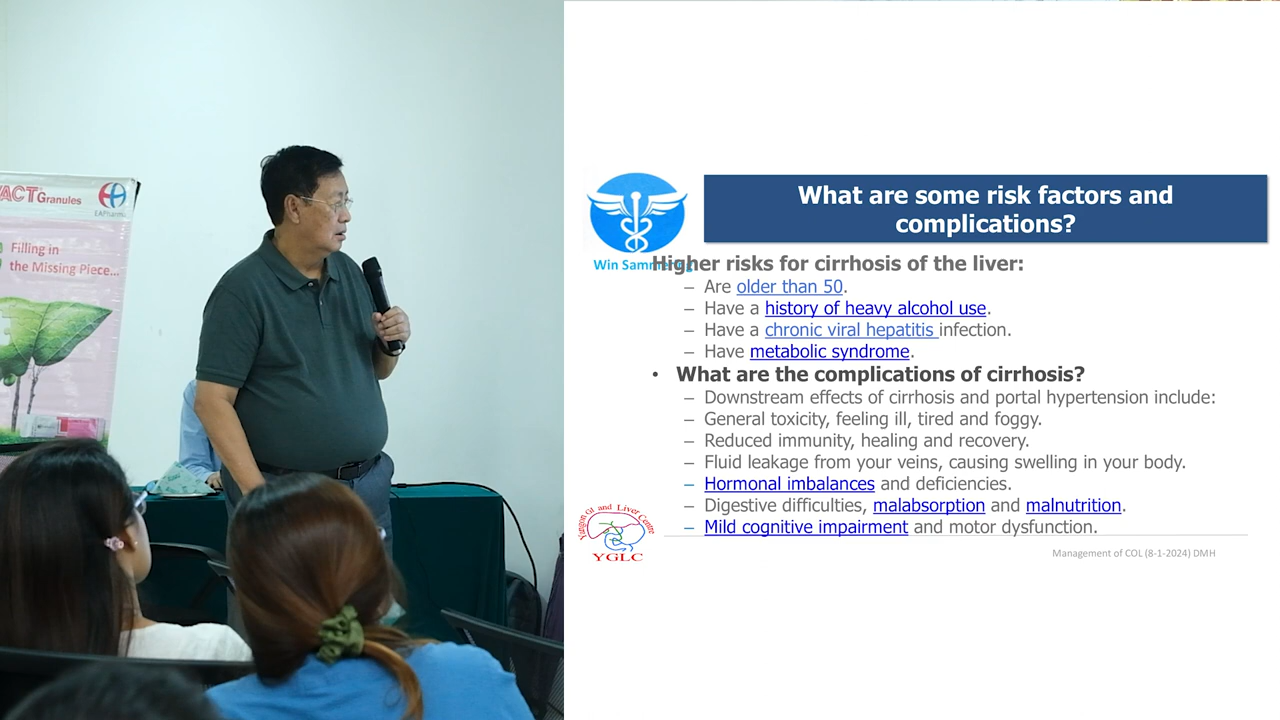 ACT Granules
EAPharma
Filling in
the Missing Piece...
What are some risk factors and
complications?
Win
Higher risks for cirrhosis of the liver:
– Are older than 50.
– Have a history of heavy alcohol use.
– Have a chronic viral hepatitis infection.
– Have metabolic syndrome.
• What are the complications of cirrhosis?
– Downstream effects of cirrhosis and portal hypertension include:
– General toxicity, feeling ill, tired and foggy.
– Reduced immunity, healing and recovery.
– Fluid leakage from your veins, causing swelling in your body.
– Hormonal imbalances and deficiencies.
– Digestive difficulties, malabsorption and malnutrition.
– Mild cognitive impairment and motor dysfunction.
Yangon GI and Liver Centre
YGLC
Management of COL (8-1-2024) DMH